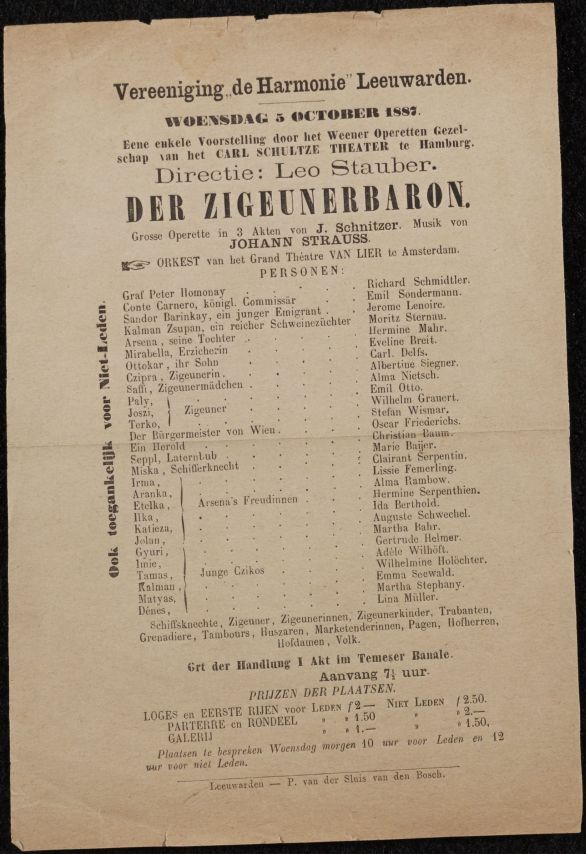 Vereeniging „de Harmonie" Leeuwarden.
WOENSDAG 5 OCTOBER 1887.
Eene enkele Voorstelling door het Weener Operetten Gezel-
schap van het CARL SCHULTZE THEATER te Hamburg.
Directie: Leo Stauber.
DER ZIGEUNERBARON.
Grosse Operette in 3 Akten von J. Schnitzer. Musik von
JOHANN STRAUSS.
☞ ORKEST van het Grand Théatre VAN LIER te Amsterdam.
PERSONEN:
Graf Peter Homonay . . . . Richard Schmidtler.
Conte Carnero, königl. Commissär . . Emil Sondermann.
Sandor Barinkay, ein junger Emigrant . . Jerome Lenoire.
Kalman Zsupan, ein reicher Schweinezüchter Moritz Sternau.
Arsena, seine Tochter . . . . Hermine Mahr.
Mirabella, Erzicherin . . . . Eveline Breit.
Ottokar, ihr Sohn . . . . Carl. Delfs.
Czipra, Zigeunerin . . . . Albertine Siegner.
Saffi, Zigeunermädchen . . . . Alma Nietsch.
Paly, . . . . Emil Otto.
Joszi, Zigeuner . . . . Wilhelm Grauert.
Terko, . . . . Stefan Wismar.
Der Bürgermeister von Wien . . . . Oscar Friederichs.
Ein Herold . . . . Christian Baum.
Seppl, Laternbub . . . . Marie Baijer.
Miska, Schifferknecht . . . . Clairant Serpentin.
Irma, . . . . Lissie Femerling.
Aranka, . . . . Alma Rambow.
Etelka, Arsena's Freudinnen . . . . Hermine Serpenthien.
Ilka, . . . . Ida Berthold.
Katicza, . . . . Auguste Schwechel.
Jolan, . . . . Martha Bahr.
Gyuri, . . . . Gertrude Helmer.
Imie, . . . . Adèle Wilhöft.
Tamas, Junge Czikos . . . . Wilhelmine Holöchter.
Kalman, . . . . Emma Seewald.
Matyas, . . . . Martha Stephany.
Dénes, . . . . Lina Müller.
Schiffsknechte, Zigeuner, Zigeunerinnen, Zigeunerkinder, Trabanten,
Grenadiere, Tambours, Huszaren, Marketenderinnen, Pagen, Hofherren,
Hofdamen, Volk.
Ort der Handlung I Akt im Temeser Banale.
Aanvang 7½ uur.
PRIJZEN DER PLAATSEN.
LOGES en EERSTE RIJEN voor LEDEN f 2— NIET LEDEN f 2.50.
PARTERRE en RONDEEL " " 1.50 " " 2.—
GALERIJ " " 1.— " " 1.50,
Plaatsen te bespreken Woensdag morgen 10 uur voor Leden en 12
uur voor niet Leden.
Leeuwarden — P. van der Sluis van den Bosch.
Ook toegankelijk voor Niet-Leden.